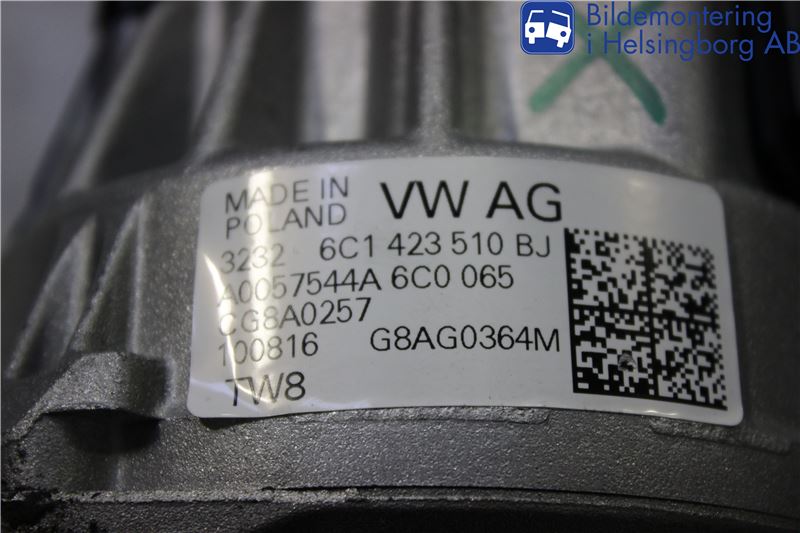 Bildemontering
i Helsingborg AB
MADE IN
POLAND
VW AG
3232 6C1 423 510 BJ
A0057544A 6C0 065
CG8A0257
100816 G8AG0364M
TW8